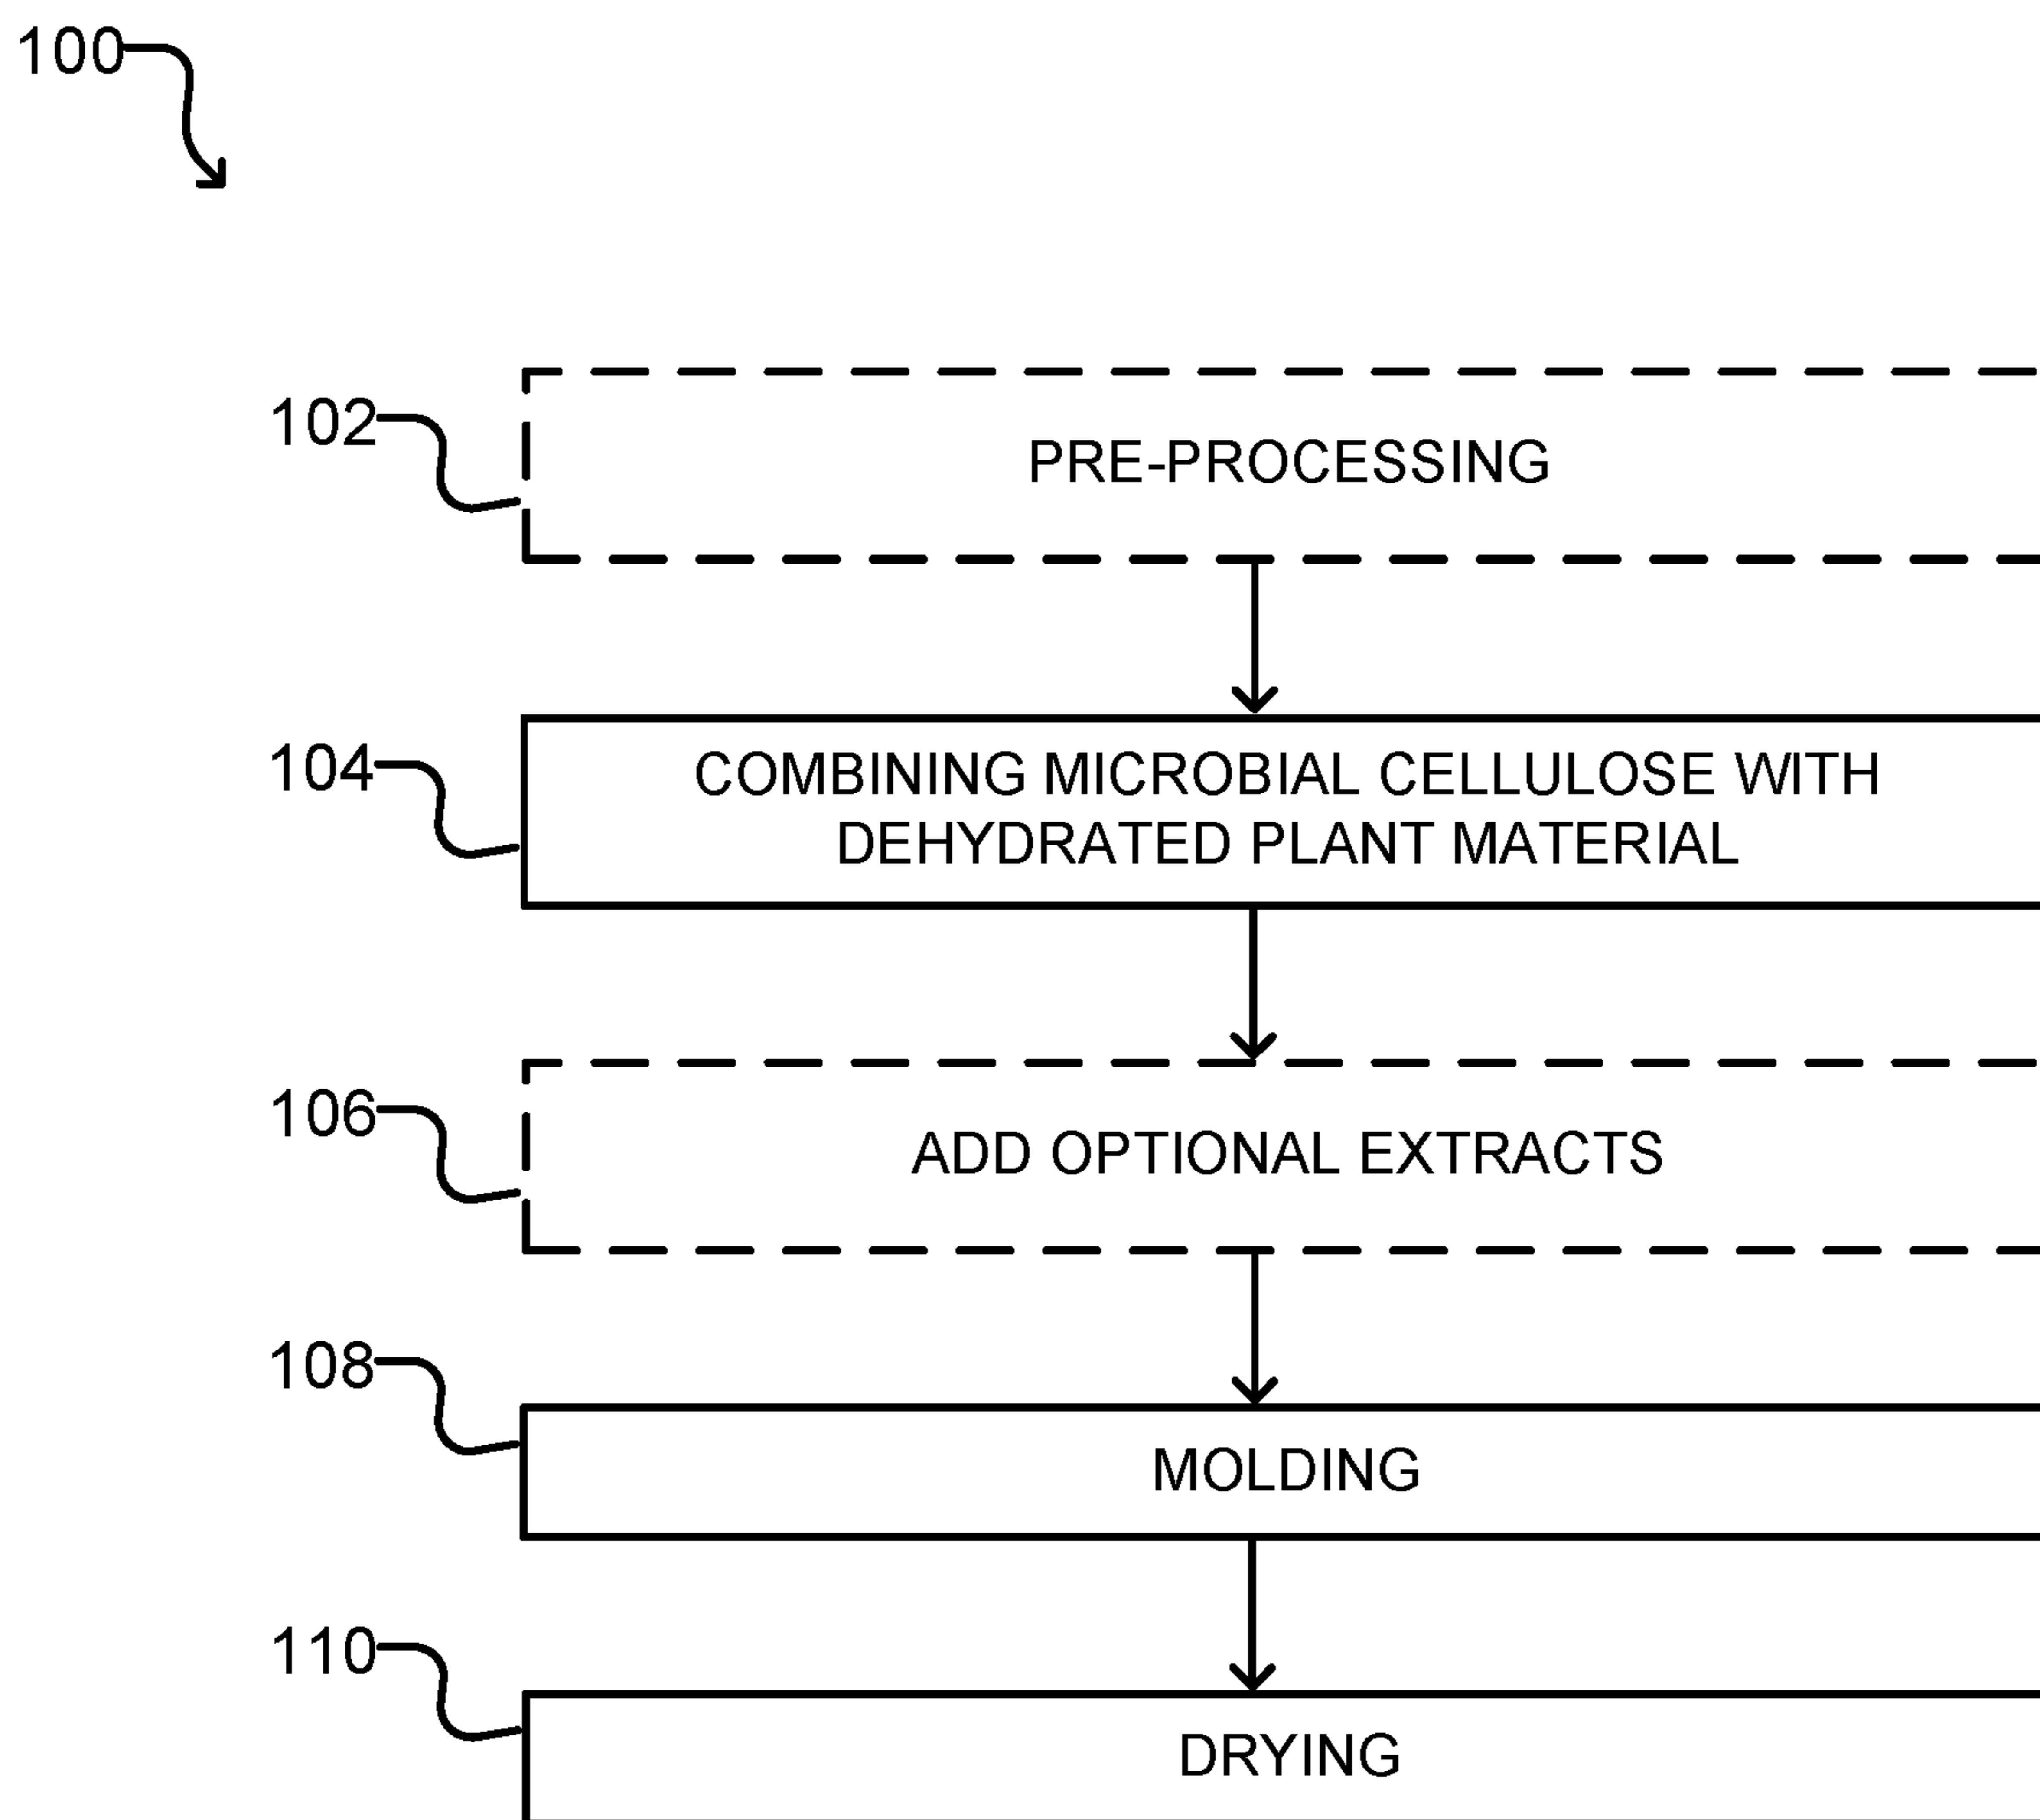 100
102
PRE-PROCESSING
104
COMBINING MICROBIAL CELLULOSE WITH
DEHYDRATED PLANT MATERIAL
106
ADD OPTIONAL EXTRACTS
108
MOLDING
110
DRYING